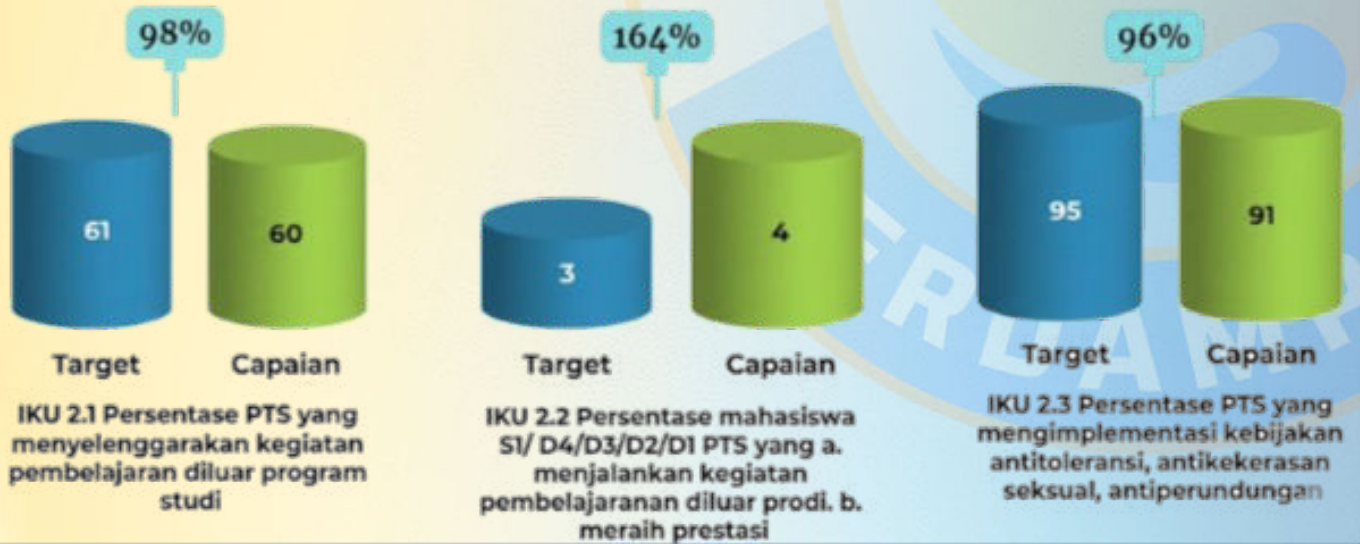 98%
61
60
Target
Capaian
IKU 2.1 Persentase PTS yang
menyelenggarakan kegiatan
pembelajaran diluar program
studi
164%
3
4
Target
Capaian
IKU 2.2 Persentase mahasiswa
S1/ D4/D3/D2/D1 PTS yang a.
menjalankan kegiatan
pembelajaranan diluar prodi. b.
meraih prestasi
96%
95
91
Target
Capaian
IKU 2.3 Persentase PTS yang
mengimplementasi kebijakan
antitoleransi, antikekerasan
seksual, antiperundungan